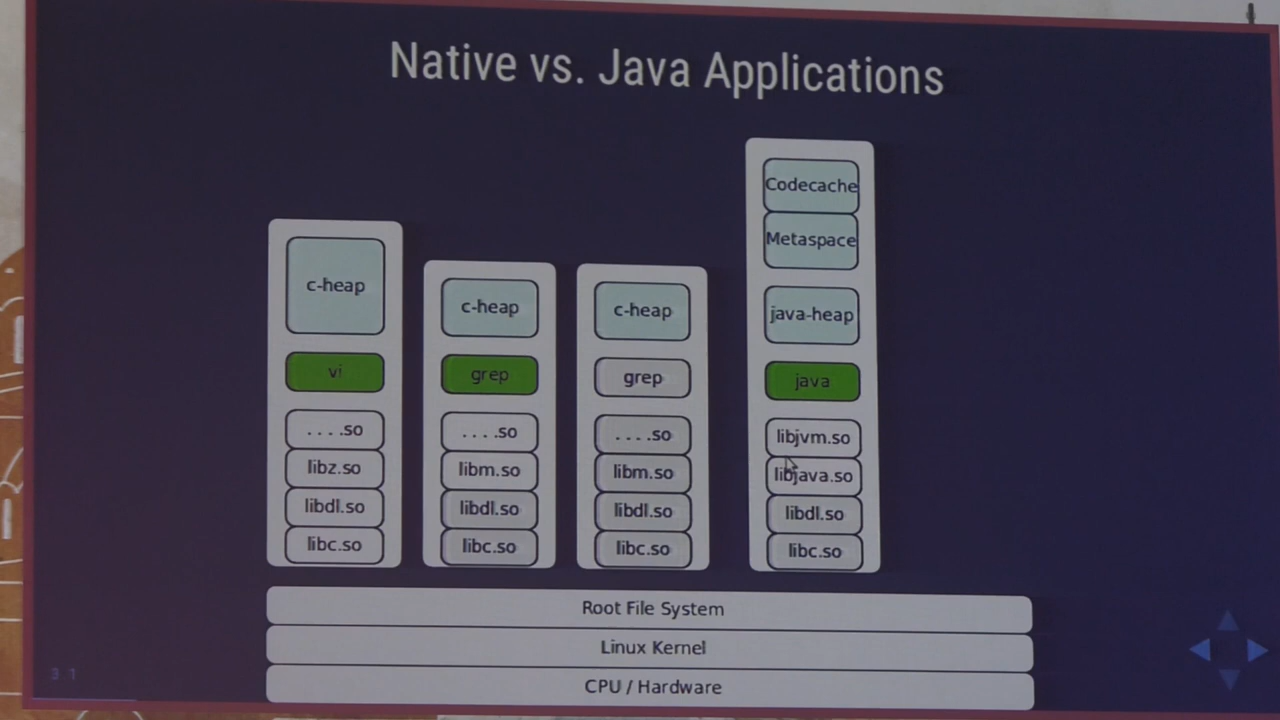 Native vs. Java Applications
c-heap
vi
. . . .so
libz.so
libdl.so
libc.so
c-heap
grep
. . . .so
libm.so
libdl.so
libc.so
c-heap
grep
. . . .so
libm.so
libdl.so
libc.so
Codecache
Metaspace
java-heap
java
libjvm.so
libjava.so
libdl.so
libc.so
Root File System
Linux Kernel
CPU / Hardware
3 1